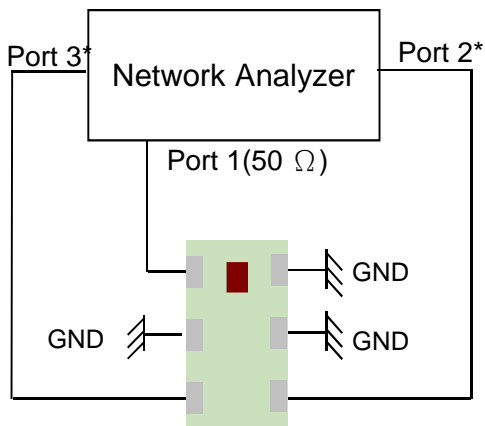 Port 3*
Port 2*
Network Analyzer
Port 1(50 Ω)
GND
GND
GND